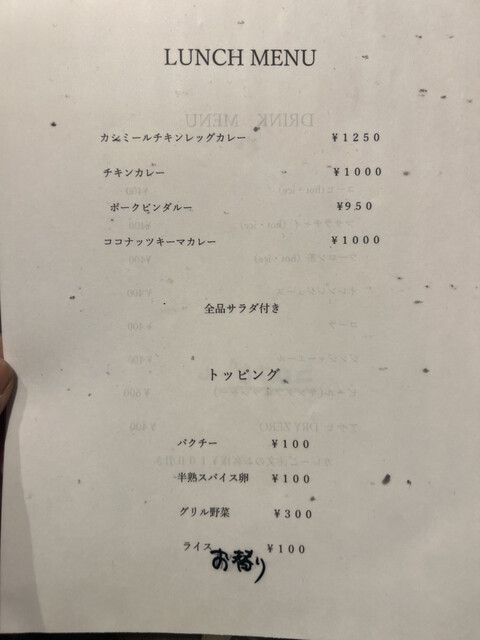 LUNCH MENU
カシミールチキンレッグカレー ￥１２５０
チキンカレー ￥１０００
ポークビンダルー ￥９５０
ココナッツキーマカレー ￥１０００
全品サラダ付き
トッピング
パクチー ￥１００
半熟スパイス卵 ￥１００
グリル野菜 ￥３００
ライス ￥１００
お替り